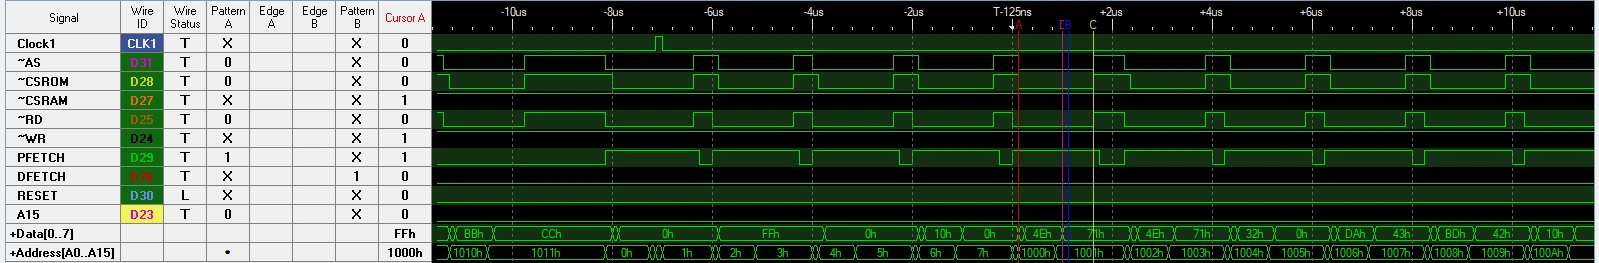 Signal Wire ID Wire Status Pattern A Edge A Edge B Pattern B Cursor A -10us -8us -6us -4us -2us T-125ns +2us +4us +6us +8us +10us
A B C
Clock1 CLK1 T X X 0
~AS D31 T 0 X 0
~CSROM D28 T 0 X 0
~CSRAM D27 T X X 1
~RD D25 T 0 X 0
~WR D24 T X X 1
PFETCH D29 T 1 X 1
DFETCH D26 T X 1 0
RESET D30 L X X 0
A15 D23 T 0 X 0
+Data[0..7] FFh BBh CCh 0h FFh 0h 10h 0h 4Eh 71h 4Eh 71h 32h 0h DAh 43h BDh 42h 10h
+Address[A0..A15] • 1000h 1010h 1011h 0h 1h 2h 3h 4h 5h 6h 7h 1000h 1001h 1002h 1003h 1004h 1005h 1006h 1007h 1008h 1009h 100Ah